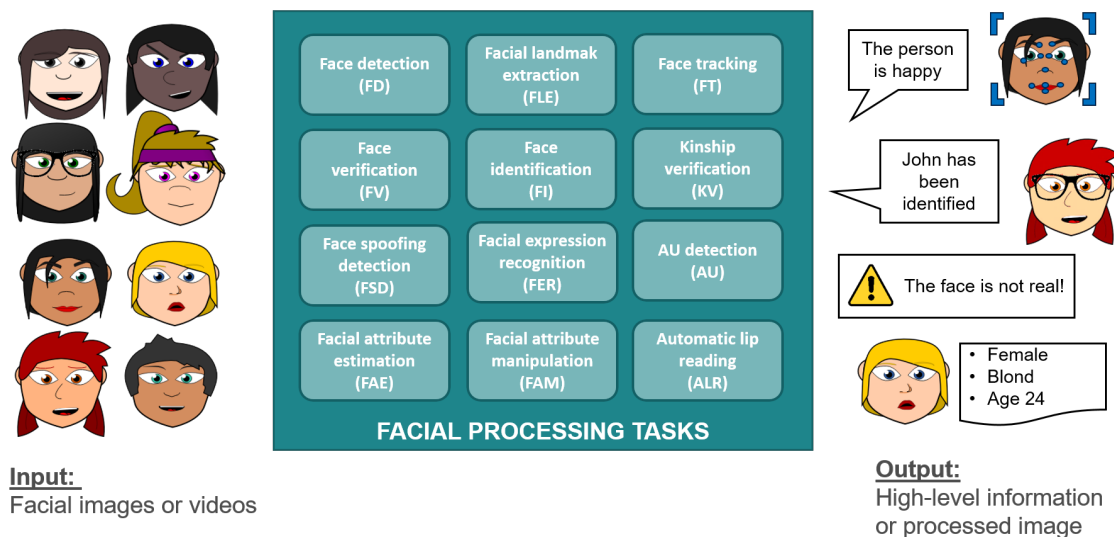 Face detection
(FD)
Facial landmak
extraction
(FLE)
Face tracking
(FT)
Face
verification
(FV)
Face
identification
(FI)
Kinship
verification
(KV)
Face spoofing
detection
(FSD)
Facial expression
recognition
(FER)
AU detection
(AU)
Facial attribute
estimation
(FAE)
Facial attribute
manipulation
(FAM)
Automatic lip
reading
(ALR)
FACIAL PROCESSING TASKS
The person
is happy
John has
been
identified
The face is not real!
• Female
• Blond
• Age 24
Input:
Facial images or videos
Output:
High-level information
or processed image